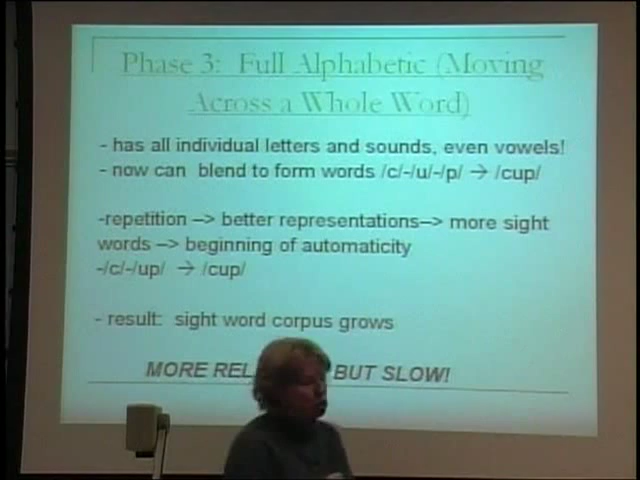 Phase 3: Full Alphabetic (Moving
Across a Whole Word)
- has all individual letters and sounds, even vowels!
- now can blend to form words /c/-/u/-/p/ → /cup/
-repetition –> better representations–> more sight
words –> beginning of automaticity
-/c/-/up/ → /cup/
- result: sight word corpus grows
MORE BUT SLOW!